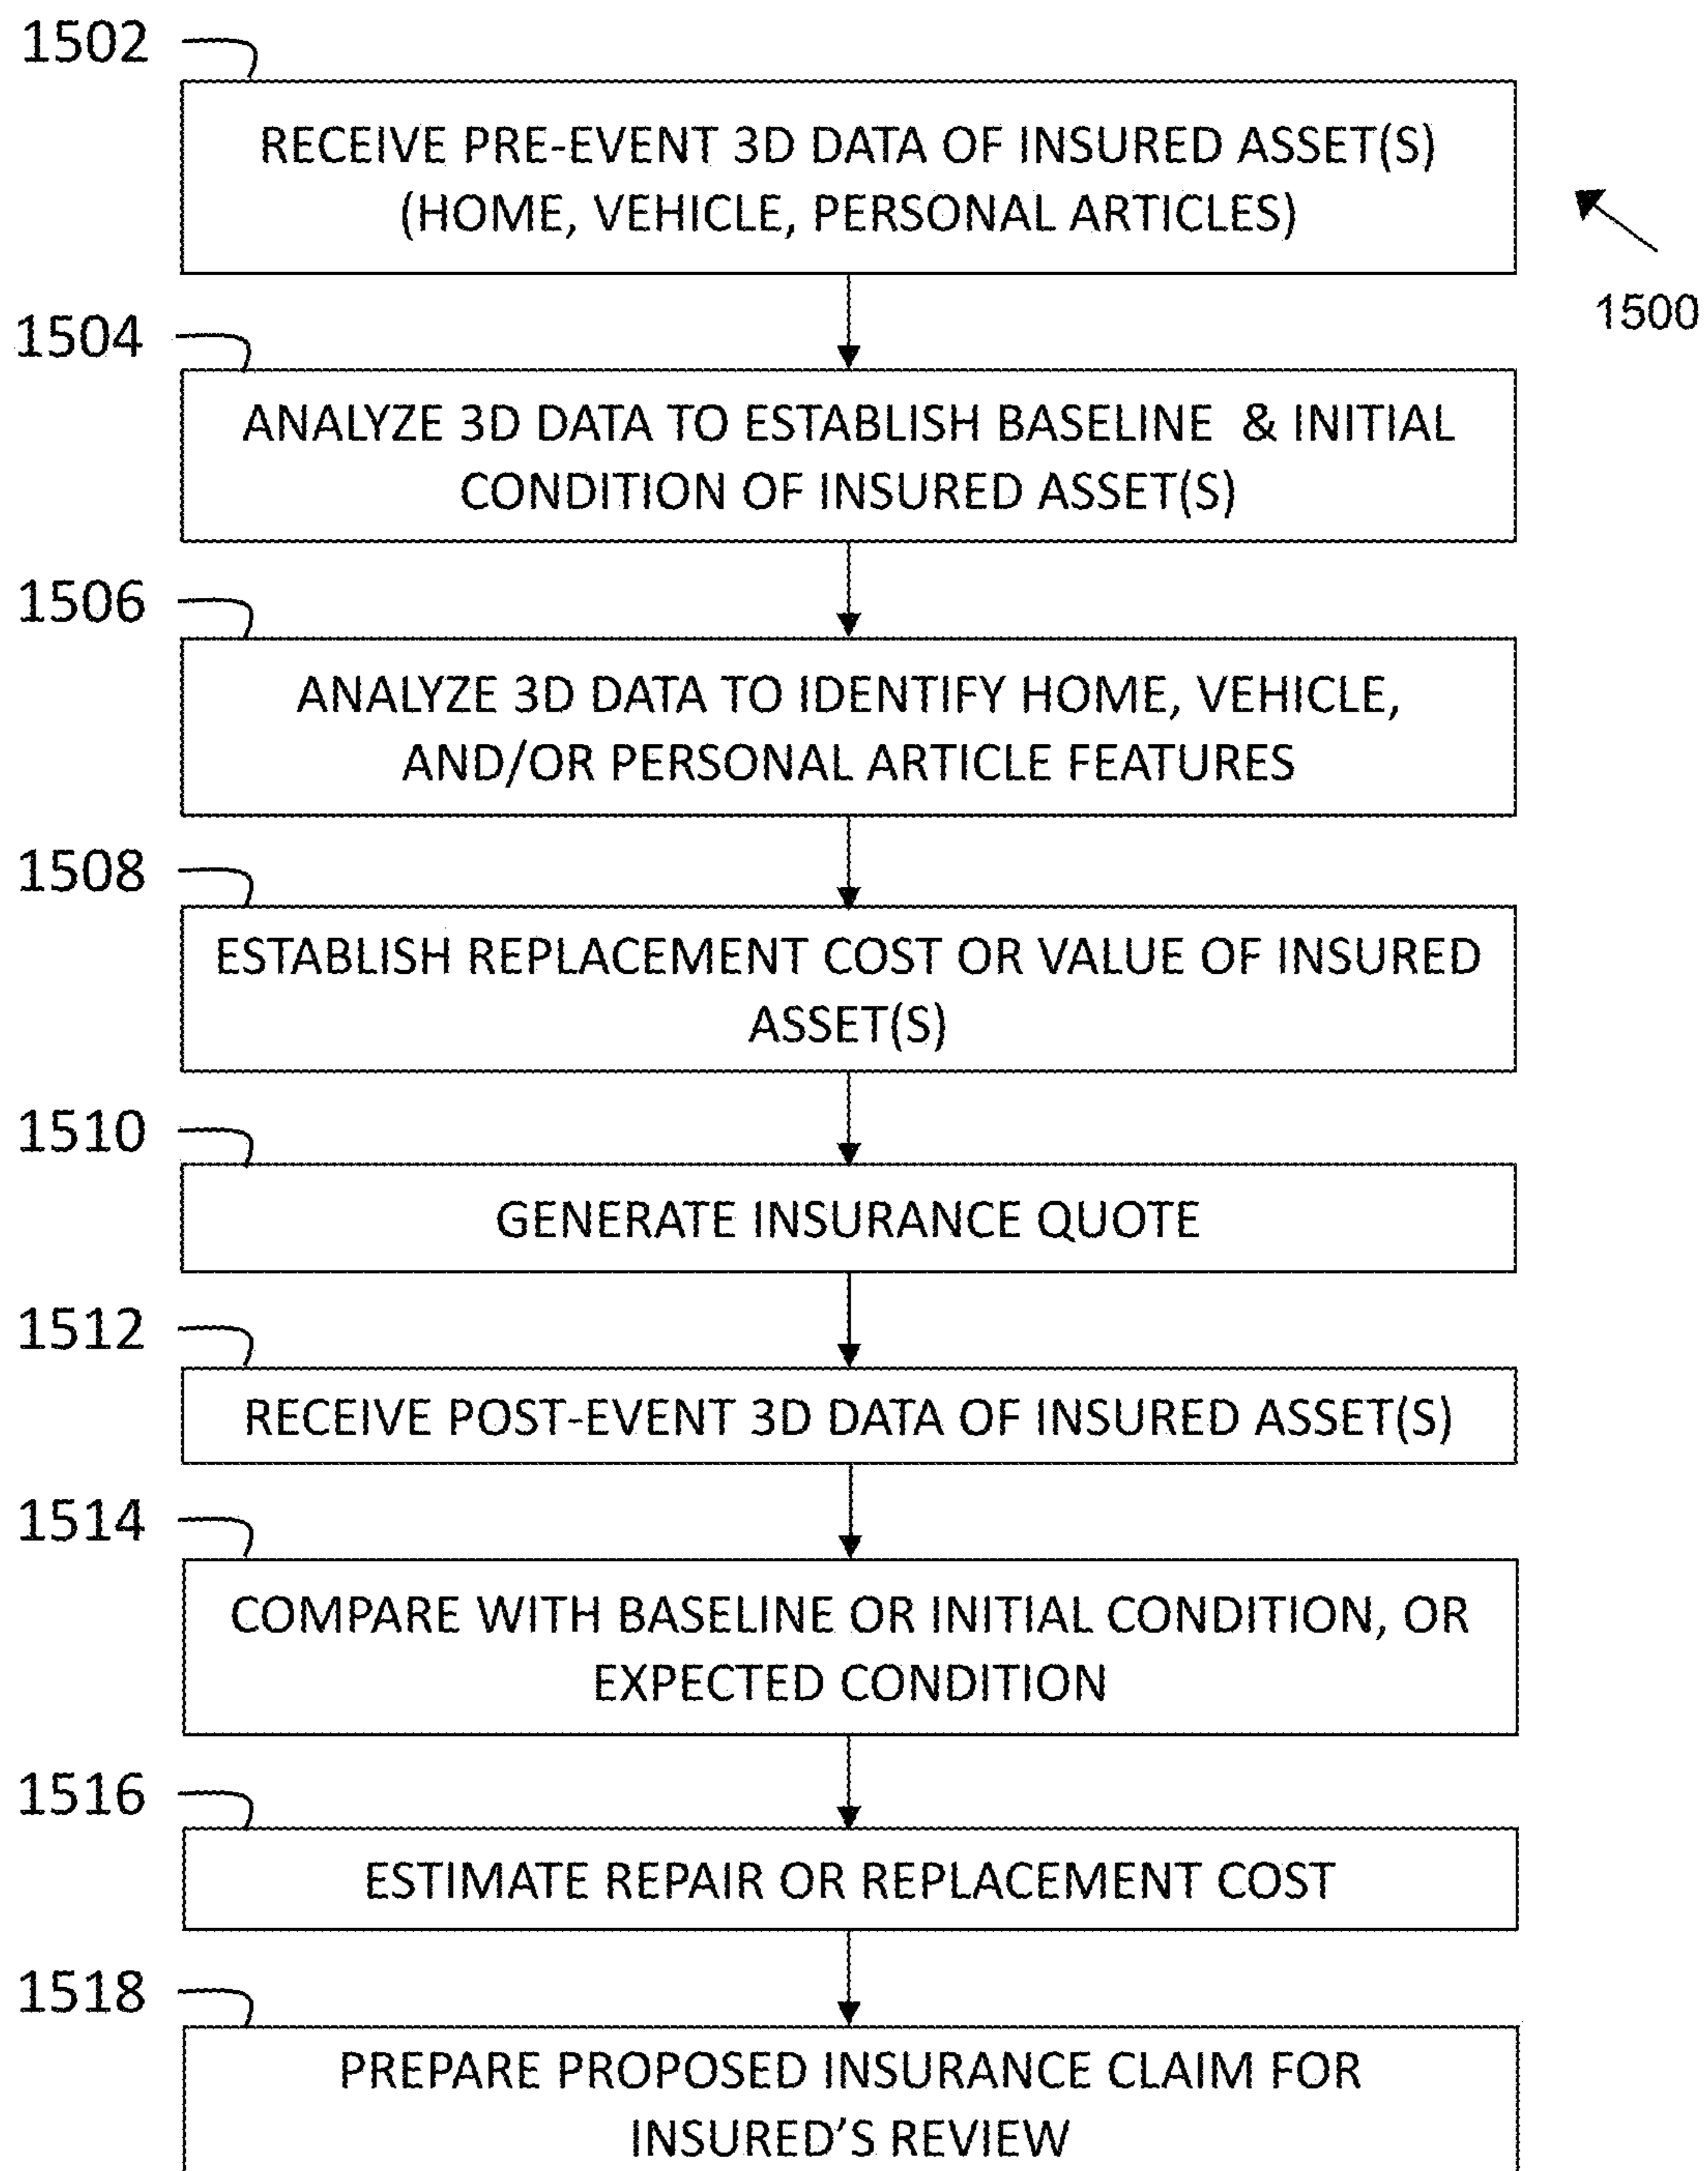 1502
RECEIVE PRE-EVENT 3D DATA OF INSURED ASSET(S)
(HOME, VEHICLE, PERSONAL ARTICLES)
1500
1504
ANALYZE 3D DATA TO ESTABLISH BASELINE & INITIAL
CONDITION OF INSURED ASSET(S)
1506
ANALYZE 3D DATA TO IDENTIFY HOME, VEHICLE,
AND/OR PERSONAL ARTICLE FEATURES
1508
ESTABLISH REPLACEMENT COST OR VALUE OF INSURED
ASSET(S)
1510
GENERATE INSURANCE QUOTE
1512
RECEIVE POST-EVENT 3D DATA OF INSURED ASSET(S)
1514
COMPARE WITH BASELINE OR INITIAL CONDITION, OR
EXPECTED CONDITION
1516
ESTIMATE REPAIR OR REPLACEMENT COST
1518
PREPARE PROPOSED INSURANCE CLAIM FOR
INSURED'S REVIEW